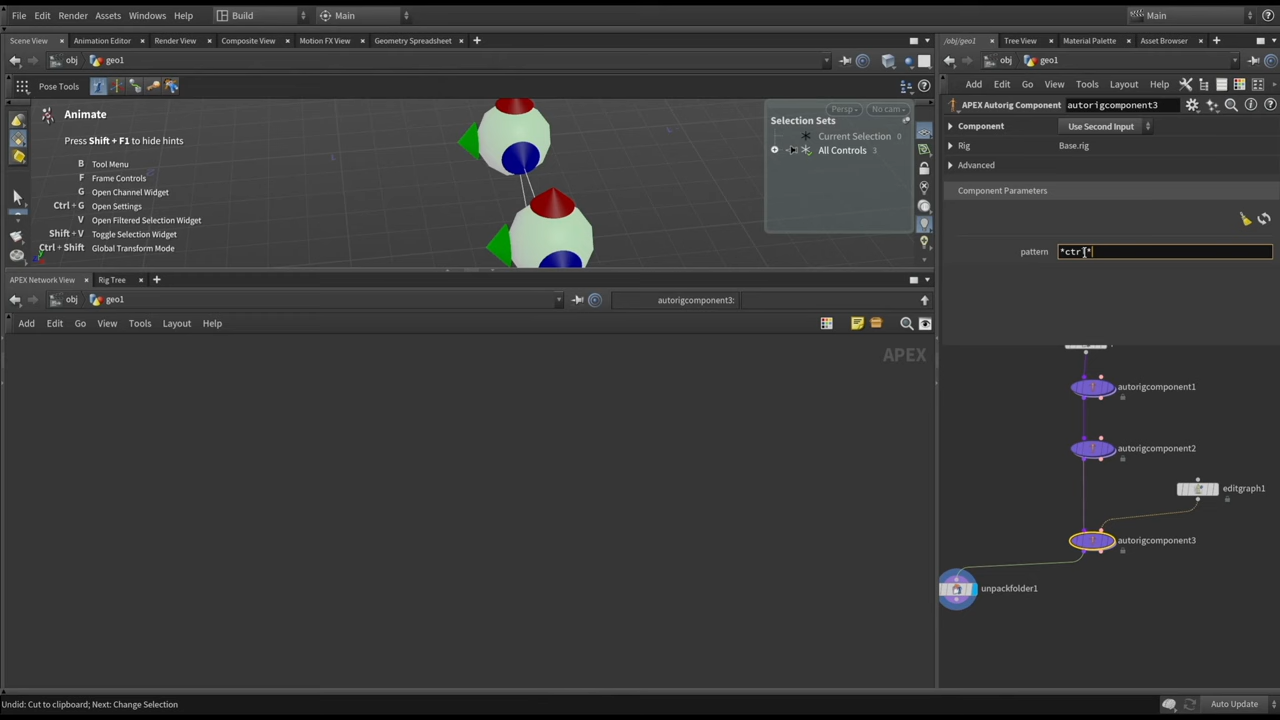 File Edit Render Assets Windows Help Build Main Main
Scene View Animation Editor Render View Composite View Motion FX View Geometry Spreadsheet
/obj/geo1 Tree View Material Palette Asset Browser
obj geo1
obj geo1
Pose Tools
Add Edit Go View Tools Layout Help
Animate
Press Shift + F1 to hide hints
B Tool Menu
F Frame Controls
G Open Channel Widget
Ctrl + G Open Settings
Shift + V Open Filtered Selection Widget
Ctrl + V Toggle Selection Widget
Ctrl + Shift Global Transform Mode
Persp No cam
Selection Sets
Current Selection 0
All Controls 3
APEX Autorig Component autorigcomponent3
Component Use Second Input
Rig Base.rig
Advanced
Component Parameters
pattern *ctrl*
APEX Network View Rig Tree
obj geo1 autorigcomponent3:
Add Edit Go View Tools Layout Help
APEX
autorigcomponent1
autorigcomponent2
editgraph1
autorigcomponent3
unpackfolder1
Undid: Cut to clipboard; Next: Change Selection
Auto Update